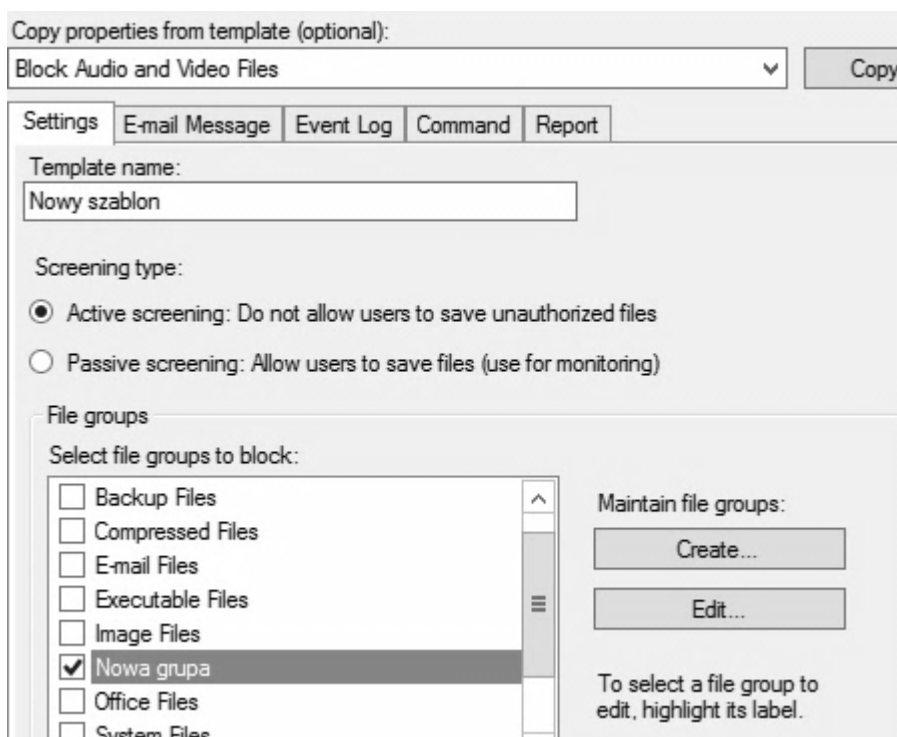 Copy properties from template (optional):
Block Audio and Video Files
Copy
Settings E-mail Message Event Log Command Report
Template name:
Nowy szablon
Screening type:
Active screening: Do not allow users to save unauthorized files
Passive screening: Allow users to save files (use for monitoring)
File groups
Select file groups to block:
Backup Files
Compressed Files
E-mail Files
Executable Files
Image Files
Nowa grupa
Office Files
System Files
Maintain file groups:
Create...
Edit...
To select a file group to
edit, highlight its label.